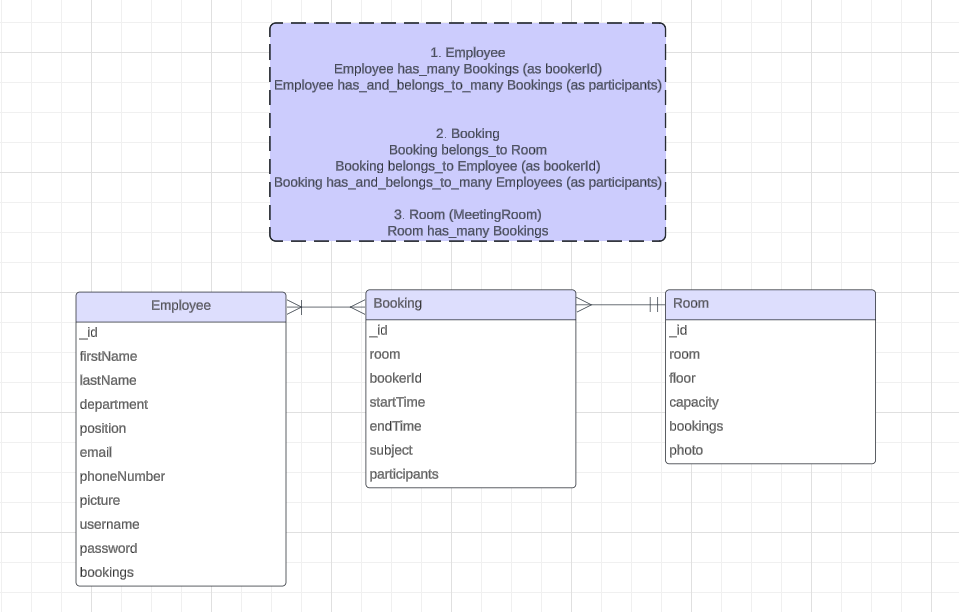 1. Employee
Employee has_many Bookings (as bookerId)
Employee has_and_belongs_to_many Bookings (as participants)
2. Booking
Booking belongs_to Room
Booking belongs_to Employee (as bookerId)
Booking has_and_belongs_to_many Employees (as participants)
3. Room (MeetingRoom)
Room has_many Bookings
Employee
_id
firstName
lastName
department
position
email
phoneNumber
picture
username
password
bookings
Booking
_id
room
bookerId
startTime
endTime
subject
participants
Room
_id
room
floor
capacity
bookings
photo